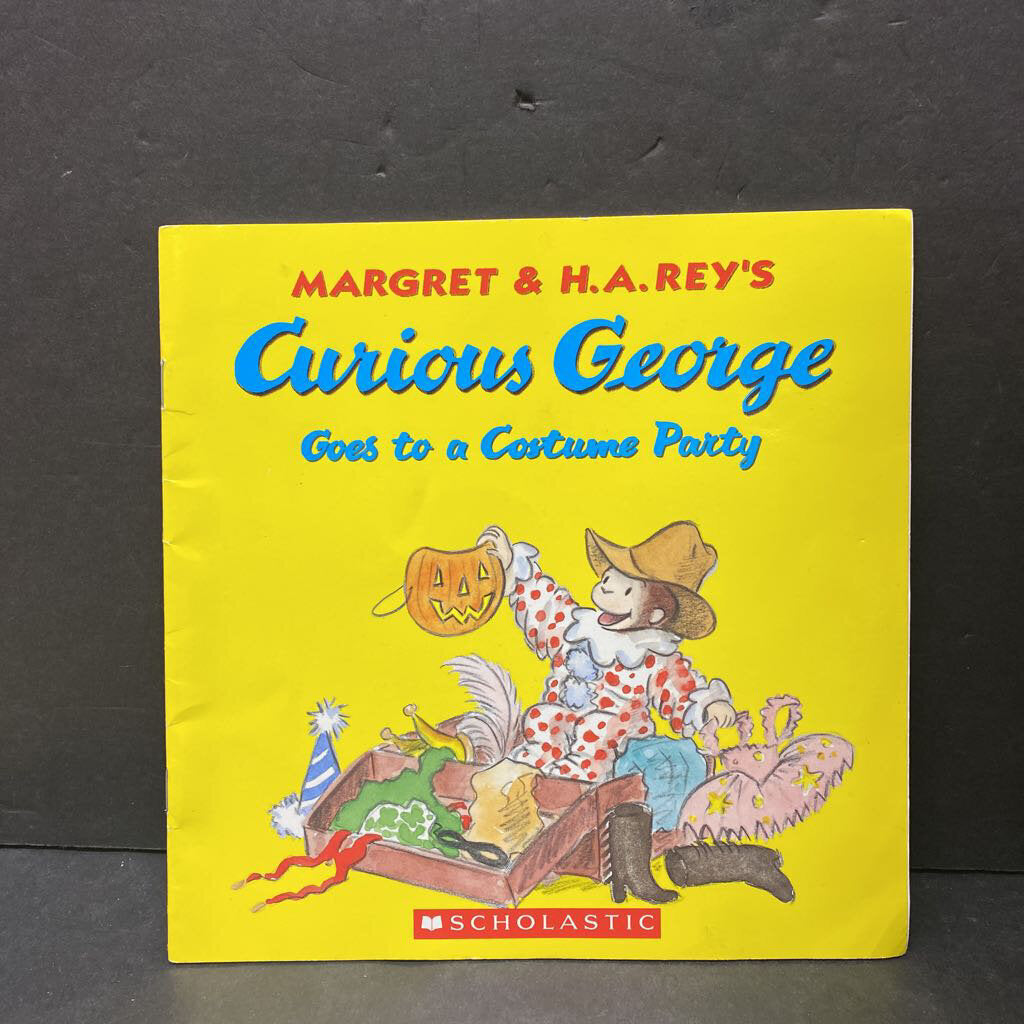 MARGRET & H.A.REY'S
Curious George
Goes to a Costume Party
SCHOLASTIC